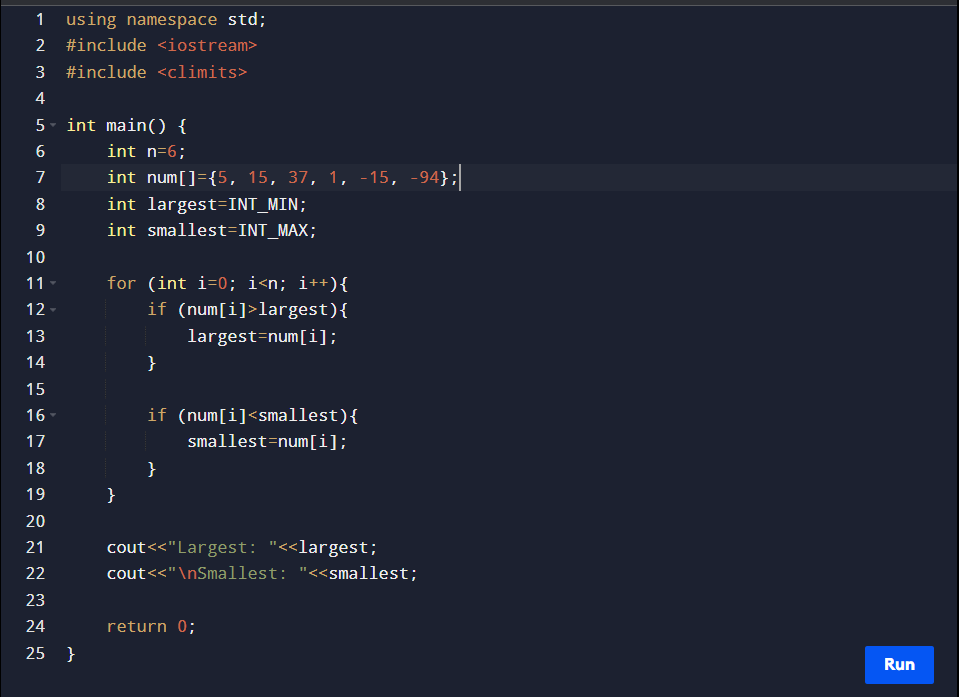 1 using namespace std;
2 #include <iostream>
3 #include <climits>
4
5 int main() {
6     int n=6;
7     int num[]={5, 15, 37, 1, -15, -94};
8     int largest=INT_MIN;
9     int smallest=INT_MAX;
10
11     for (int i=0; i<n; i++){
12         if (num[i]>largest){
13             largest=num[i];
14         }
15
16         if (num[i]<smallest){
17             smallest=num[i];
18         }
19     }
20
21     cout<<"Largest: "<<largest;
22     cout<<"\nSmallest: "<<smallest;
23
24     return 0;
25 }
Run